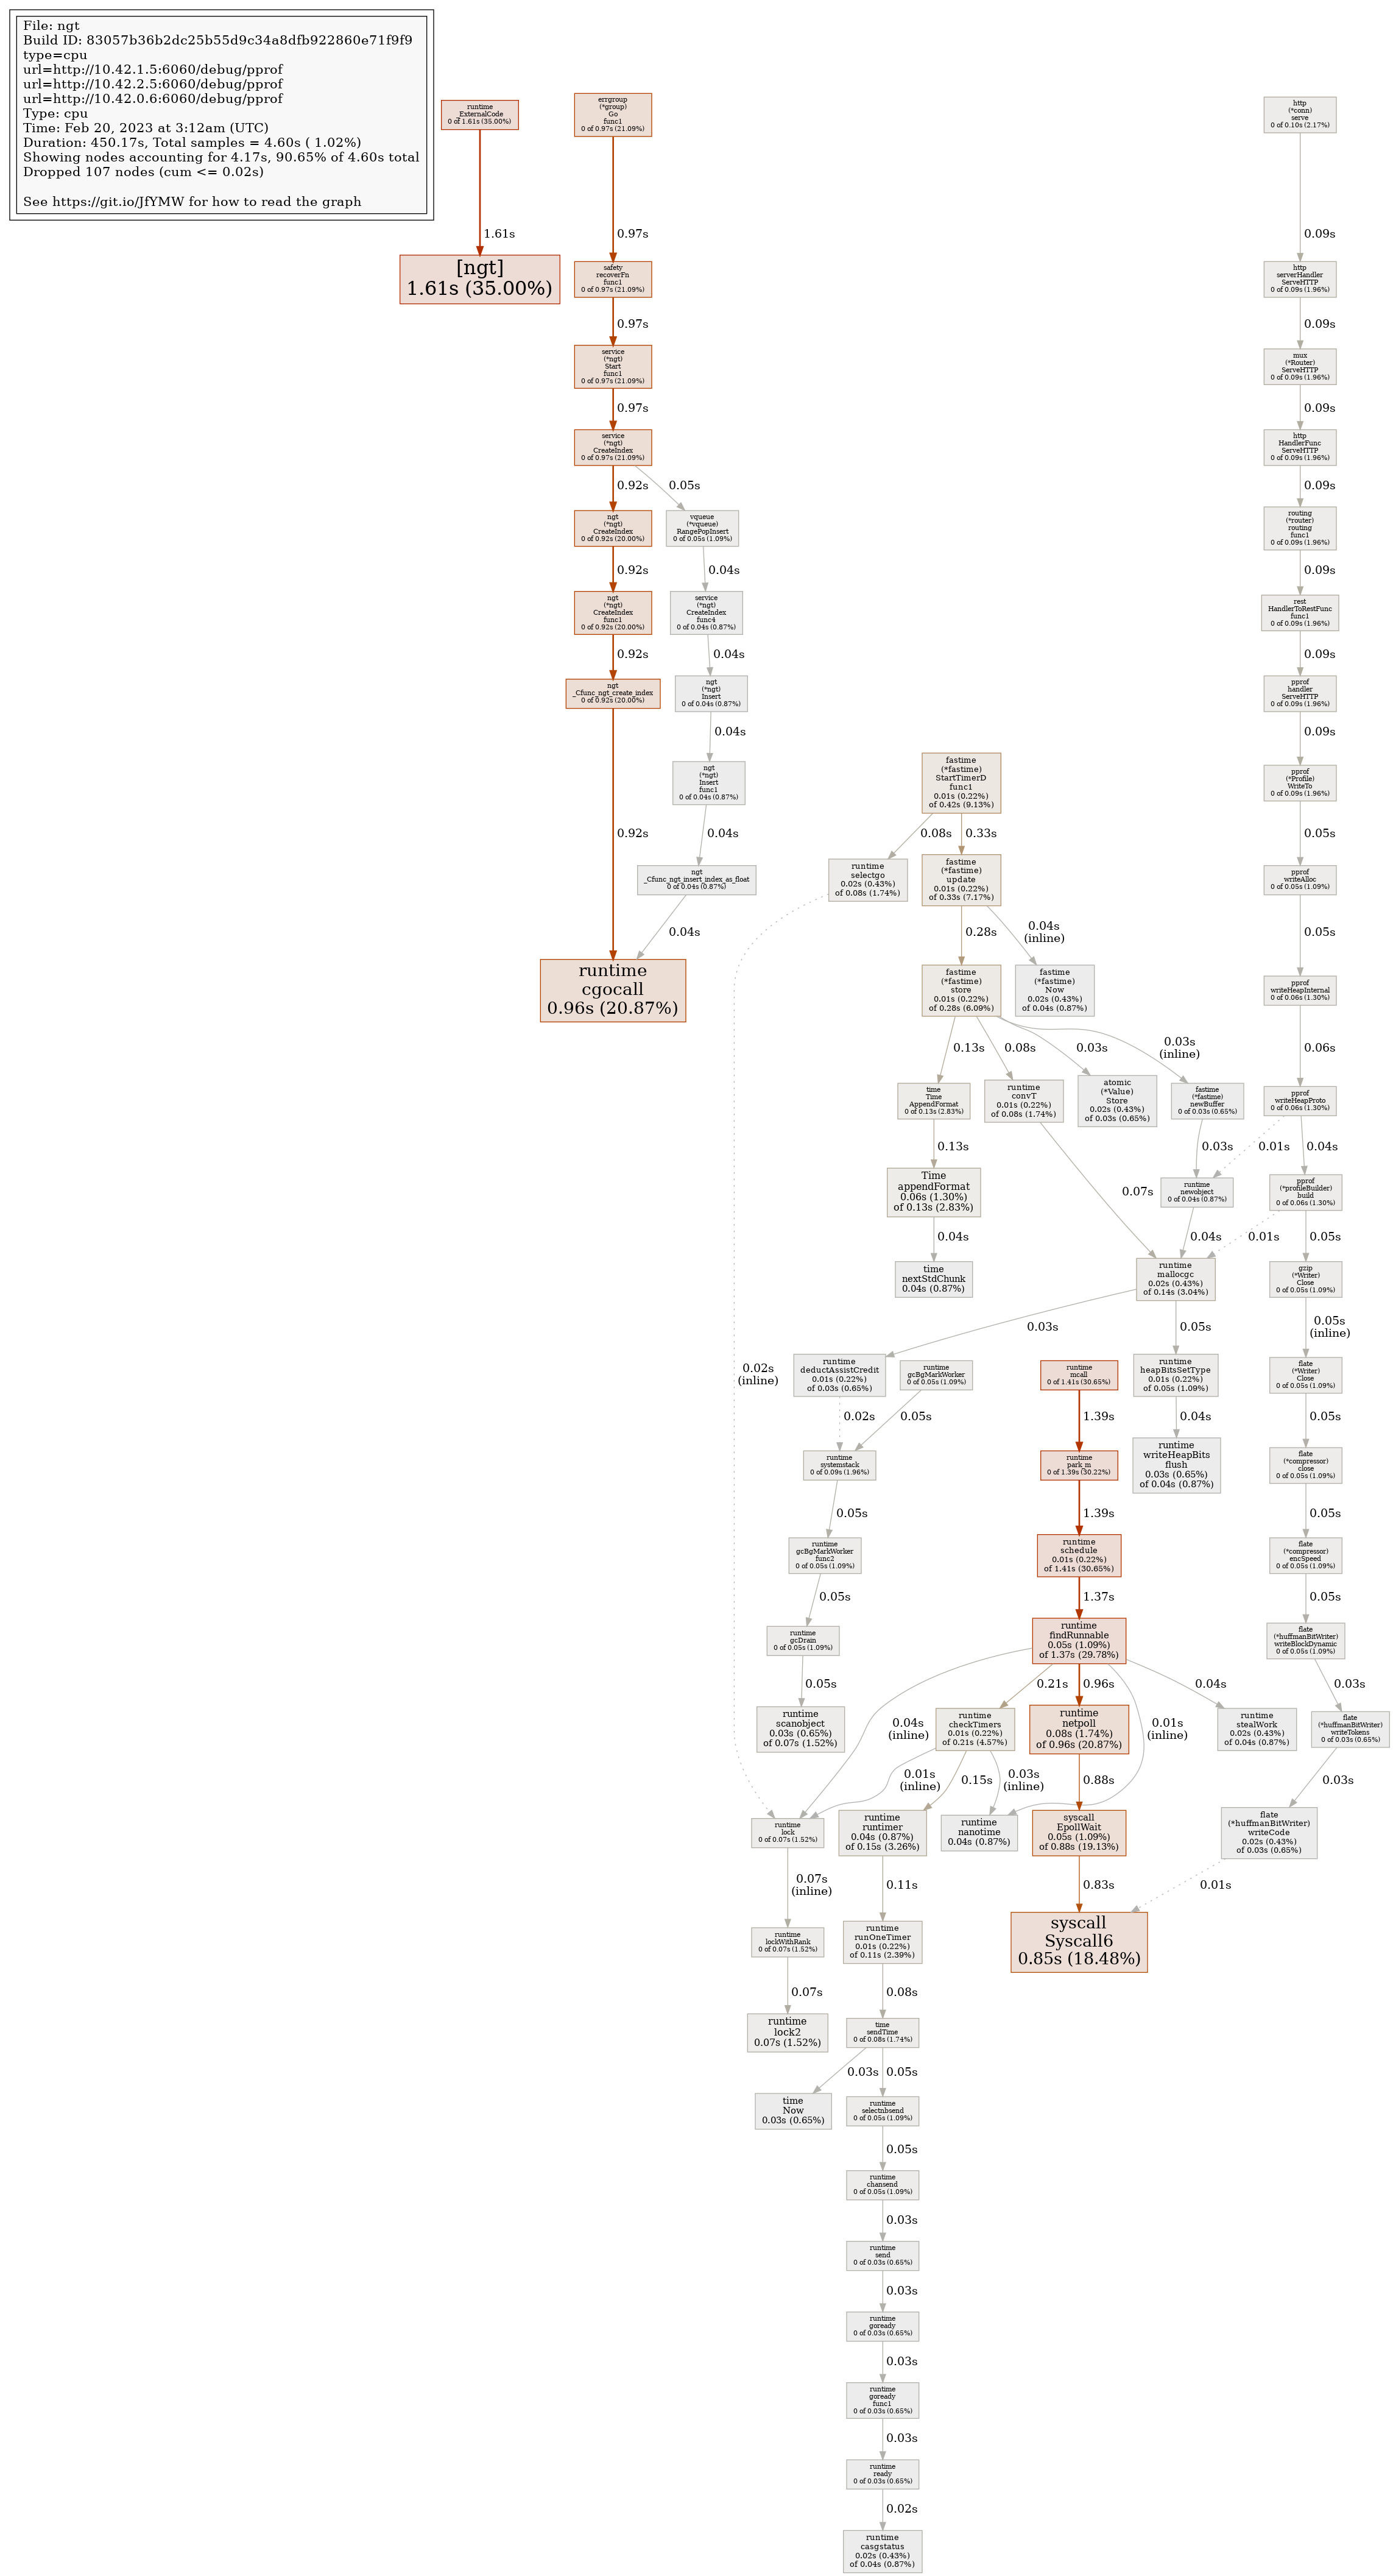 File: ngt
Build ID: 83057b36b2dc25b55d9c34a8dfb922860e71f9f9
type=cpu
url=http://10.42.1.5:6060/debug/pprof
url=http://10.42.2.5:6060/debug/pprof
url=http://10.42.0.6:6060/debug/pprof
Type: cpu
Time: Feb 20, 2023 at 3:12am (UTC)
Duration: 450.17s, Total samples = 4.60s ( 1.02%)
Showing nodes accounting for 4.17s, 90.65% of 4.60s total
Dropped 107 nodes (cum <= 0.02s)
See https://git.io/JfYMW for how to read the graph
runtime
_ExternalCode
0 of 1.61s (35.00%)
1.61s
[ngt]
1.61s (35.00%)
errgroup
(*group)
Go
func1
0 of 0.97s (21.09%)
0.97s
safety
recoverFn
func1
0 of 0.97s (21.09%)
0.97s
service
(*ngt)
Start
func1
0 of 0.97s (21.09%)
0.97s
service
(*ngt)
CreateIndex
0 of 0.97s (21.09%)
0.92s
0.05s
ngt
(*ngt)
CreateIndex
0 of 0.92s (20.00%)
0.92s
ngt
(*ngt)
CreateIndex
func1
0 of 0.92s (20.00%)
0.92s
ngt
_Cfunc_ngt_create_index
0 of 0.92s (20.00%)
0.92s
vqueue
(*vqueue)
RangePopInsert
0 of 0.05s (1.09%)
0.04s
service
(*ngt)
CreateIndex
func4
0 of 0.04s (0.87%)
0.04s
ngt
(*ngt)
Insert
0 of 0.04s (0.87%)
0.04s
ngt
(*ngt)
Insert
func1
0 of 0.04s (0.87%)
0.04s
ngt
_Cfunc_ngt_insert_index_as_float
0 of 0.04s (0.87%)
0.04s
runtime
cgocall
0.96s (20.87%)
http
(*conn)
serve
0 of 0.10s (2.17%)
0.09s
http
serverHandler
ServeHTTP
0 of 0.09s (1.96%)
0.09s
mux
(*Router)
ServeHTTP
0 of 0.09s (1.96%)
0.09s
http
HandlerFunc
ServeHTTP
0 of 0.09s (1.96%)
0.09s
routing
(*router)
routing
func1
0 of 0.09s (1.96%)
0.09s
rest
HandlerToRestFunc
func1
0 of 0.09s (1.96%)
0.09s
pprof
handler
ServeHTTP
0 of 0.09s (1.96%)
0.09s
pprof
(*Profile)
WriteTo
0 of 0.09s (1.96%)
0.05s
pprof
writeAlloc
0 of 0.05s (1.09%)
0.05s
pprof
writeHeapInternal
0 of 0.06s (1.30%)
0.06s
pprof
writeHeapProto
0 of 0.06s (1.30%)
0.01s
0.04s
pprof
(*profileBuilder)
build
0 of 0.06s (1.30%)
0.01s
0.05s
gzip
(*Writer)
Close
0 of 0.05s (1.09%)
0.05s
(inline)
flate
(*Writer)
Close
0 of 0.05s (1.09%)
0.05s
flate
(*compressor)
close
0 of 0.05s (1.09%)
0.05s
flate
(*compressor)
encSpeed
0 of 0.05s (1.09%)
0.05s
flate
(*huffmanBitWriter)
writeBlockDynamic
0 of 0.05s (1.09%)
0.03s
flate
(*huffmanBitWriter)
writeTokens
0 of 0.03s (0.65%)
0.03s
flate
(*huffmanBitWriter)
writeCode
0.02s (0.43%)
of 0.03s (0.65%)
0.01s
fastime
(*fastime)
StartTimerD
func1
0.01s (0.22%)
of 0.42s (9.13%)
0.08s
0.33s
runtime
selectgo
0.02s (0.43%)
of 0.08s (1.74%)
0.02s
(inline)
fastime
(*fastime)
update
0.01s (0.22%)
of 0.33s (7.17%)
0.28s
0.04s
(inline)
fastime
(*fastime)
store
0.01s (0.22%)
of 0.28s (6.09%)
fastime
(*fastime)
Now
0.02s (0.43%)
of 0.04s (0.87%)
0.13s
0.08s
0.03s
0.03s
(inline)
time
Time
AppendFormat
0 of 0.13s (2.83%)
0.13s
Time
appendFormat
0.06s (1.30%)
of 0.13s (2.83%)
0.04s
time
nextStdChunk
0.04s (0.87%)
runtime
convT
0.01s (0.22%)
of 0.08s (1.74%)
0.07s
atomic
(*Value)
Store
0.02s (0.43%)
of 0.03s (0.65%)
fastime
(*fastime)
newBuffer
0 of 0.03s (0.65%)
0.03s
runtime
newobject
0 of 0.04s (0.87%)
0.04s
runtime
mallocgc
0.02s (0.43%)
of 0.14s (3.04%)
0.03s
0.05s
runtime
deductAssistCredit
0.01s (0.22%)
of 0.03s (0.65%)
0.02s
runtime
gcBgMarkWorker
0 of 0.05s (1.09%)
0.05s
runtime
heapBitsSetType
0.01s (0.22%)
of 0.05s (1.09%)
0.04s
runtime
writeHeapBits
flush
0.03s (0.65%)
of 0.04s (0.87%)
runtime
systemstack
0 of 0.09s (1.96%)
0.05s
runtime
gcBgMarkWorker
func2
0 of 0.05s (1.09%)
0.05s
runtime
gcDrain
0 of 0.05s (1.09%)
0.05s
runtime
scanobject
0.03s (0.65%)
of 0.07s (1.52%)
runtime
mcall
0 of 1.41s (30.65%)
1.39s
runtime
park_m
0 of 1.39s (30.22%)
1.39s
runtime
schedule
0.01s (0.22%)
of 1.41s (30.65%)
1.37s
runtime
findRunnable
0.05s (1.09%)
of 1.37s (29.78%)
0.04s
(inline)
0.21s
0.96s
0.01s
(inline)
0.04s
runtime
checkTimers
0.01s (0.22%)
of 0.21s (4.57%)
0.01s
(inline)
0.15s
0.03s
(inline)
runtime
netpoll
0.08s (1.74%)
of 0.96s (20.87%)
0.88s
runtime
stealWork
0.02s (0.43%)
of 0.04s (0.87%)
runtime
lock
0 of 0.07s (1.52%)
0.07s
(inline)
runtime
lockWithRank
0 of 0.07s (1.52%)
0.07s
runtime
lock2
0.07s (1.52%)
runtime
runtimer
0.04s (0.87%)
of 0.15s (3.26%)
0.11s
runtime
nanotime
0.04s (0.87%)
syscall
EpollWait
0.05s (1.09%)
of 0.88s (19.13%)
0.83s
syscall
Syscall6
0.85s (18.48%)
runtime
runOneTimer
0.01s (0.22%)
of 0.11s (2.39%)
0.08s
time
sendTime
0 of 0.08s (1.74%)
0.03s
0.05s
time
Now
0.03s (0.65%)
runtime
selectnbsend
0 of 0.05s (1.09%)
0.05s
runtime
chansend
0 of 0.05s (1.09%)
0.03s
runtime
send
0 of 0.03s (0.65%)
0.03s
runtime
goready
0 of 0.03s (0.65%)
0.03s
runtime
goready
func1
0 of 0.03s (0.65%)
0.03s
runtime
ready
0 of 0.03s (0.65%)
0.02s
runtime
casgstatus
0.02s (0.43%)
of 0.04s (0.87%)